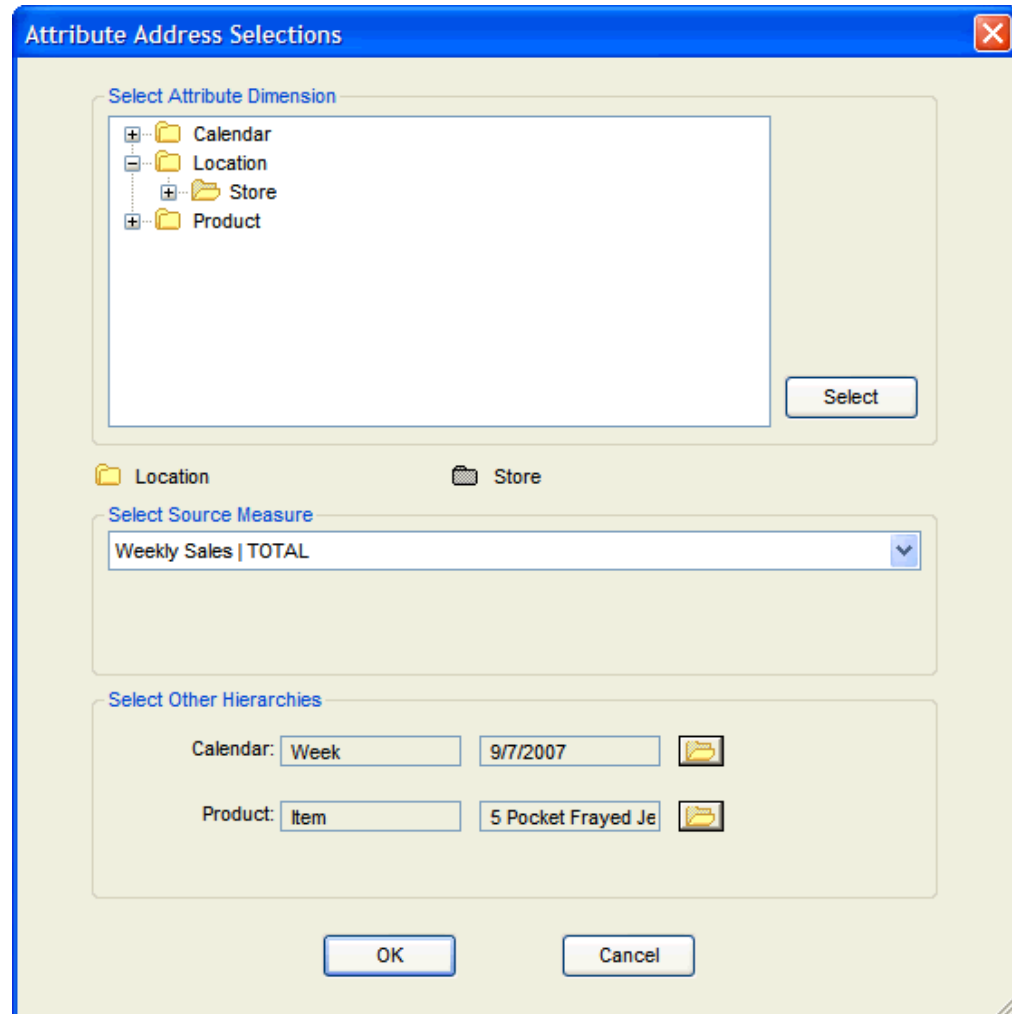 Attribute Address Selections
Select Attribute Dimension
Calendar
Location
Store
Product
Select
Location Store
Select Source Measure
Weekly Sales | TOTAL
Select Other Hierarchies
Calendar: Week 9/7/2007
Product: Item 5 Pocket Frayed Je
OK Cancel